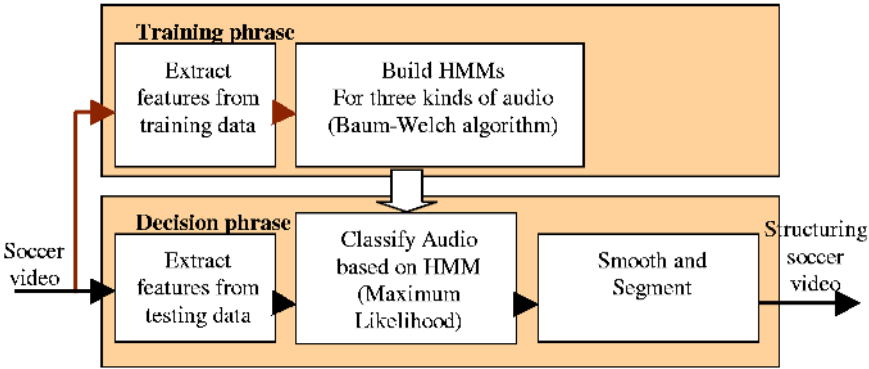 Training phrase
Extract
features from
training data
Build HMMs
For three kinds of audio
(Baum-Welch algorithm)
Soccer
video
Decision phrase
Extract
features from
testing data
Classify Audio
based on HMM
(Maximum
Likelihood)
Smooth and
Segment
Structuring
soccer
video